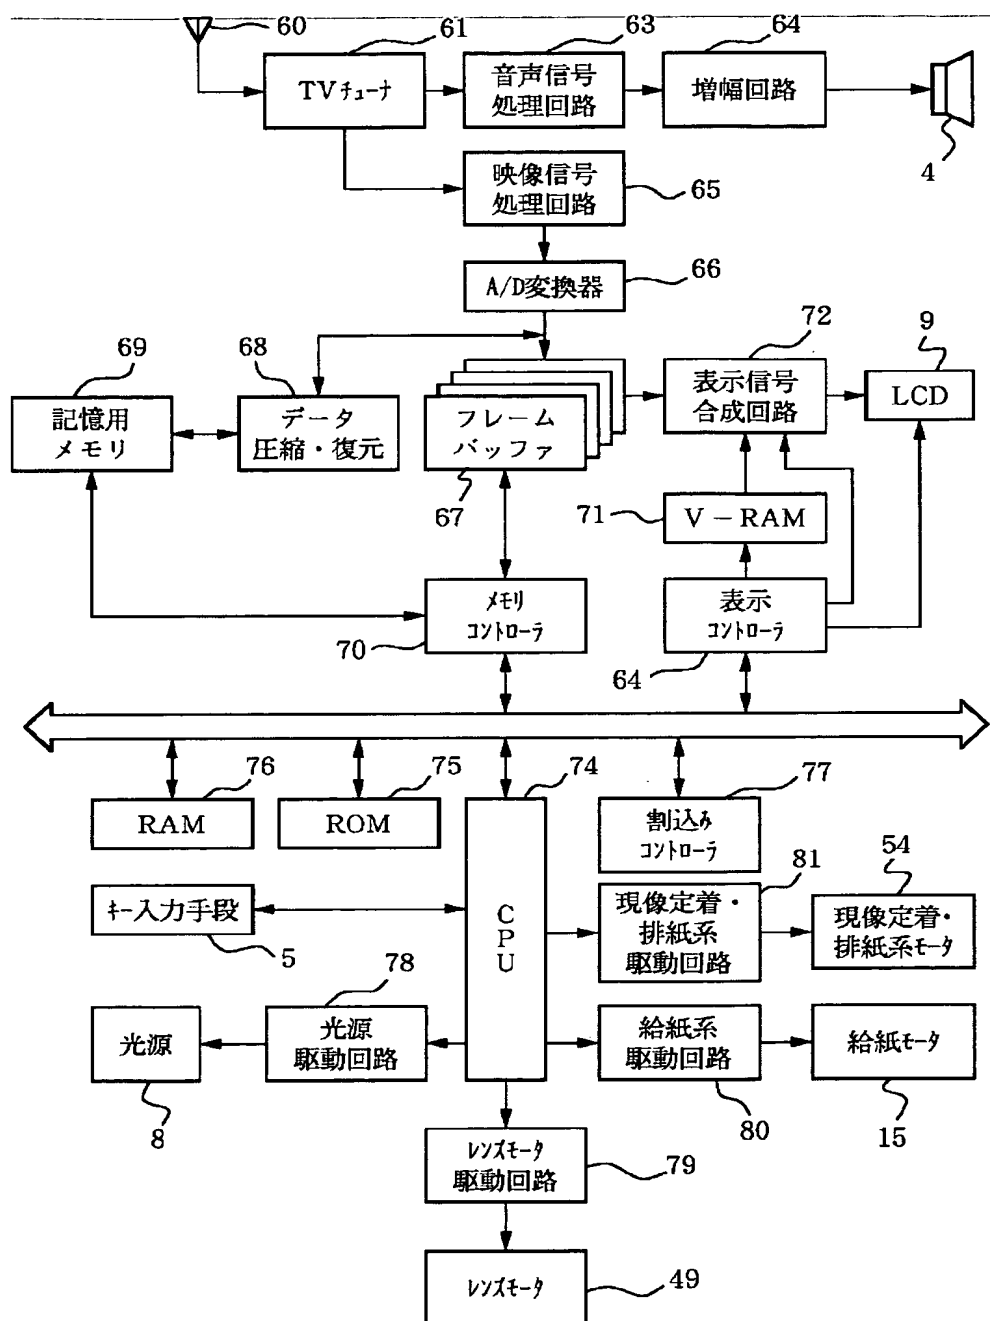 60
61
63
64
TVチューナ
音声信号
処理回路
増幅回路
4
映像信号
処理回路
65
A/D変換器
66
69
68
72
9
記憶用
メモリ
データ
圧縮・復元
フレーム
バッファ
67
表示信号
合成回路
LCD
71
V-RAM
メモリ
コントローラ
70
表示
コントローラ
64
76
75
74
77
RAM
ROM
CPU
割込み
コントローラ
81
54
キー入力手段
5
現像定着・
排紙系
駆動回路
現像定着・
排紙系モータ
78
光源
8
光源
駆動回路
給紙系
駆動回路
80
給紙モータ
15
レンズモータ
駆動回路
79
レンズモータ
49